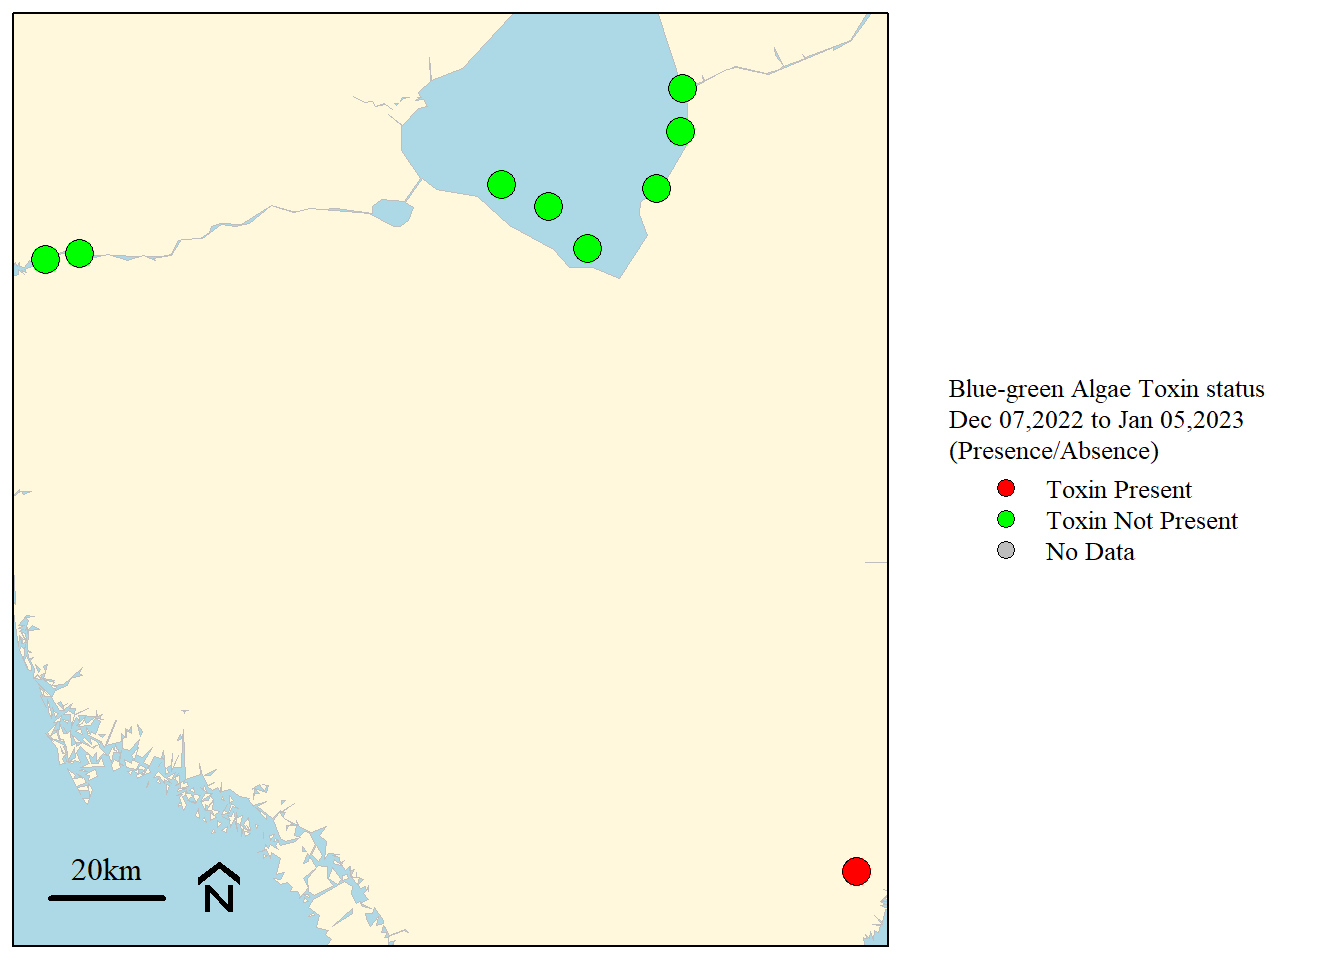 Blue-green Algae Toxin status
Dec 07,2022 to Jan 05,2023
(Presence/Absence)
Toxin Present
Toxin Not Present
No Data
20km
N